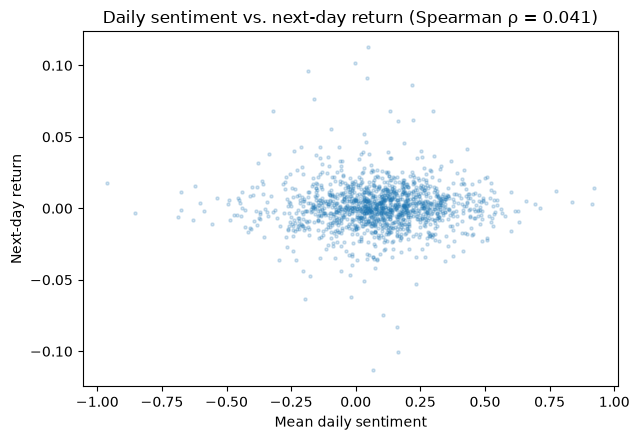 Daily sentiment vs. next-day return (Spearman ρ = 0.041)
Next-day return
0.10
0.05
0.00
−0.05
−0.10
−1.00 −0.75 −0.50 −0.25 0.00 0.25 0.50 0.75 1.00
Mean daily sentiment